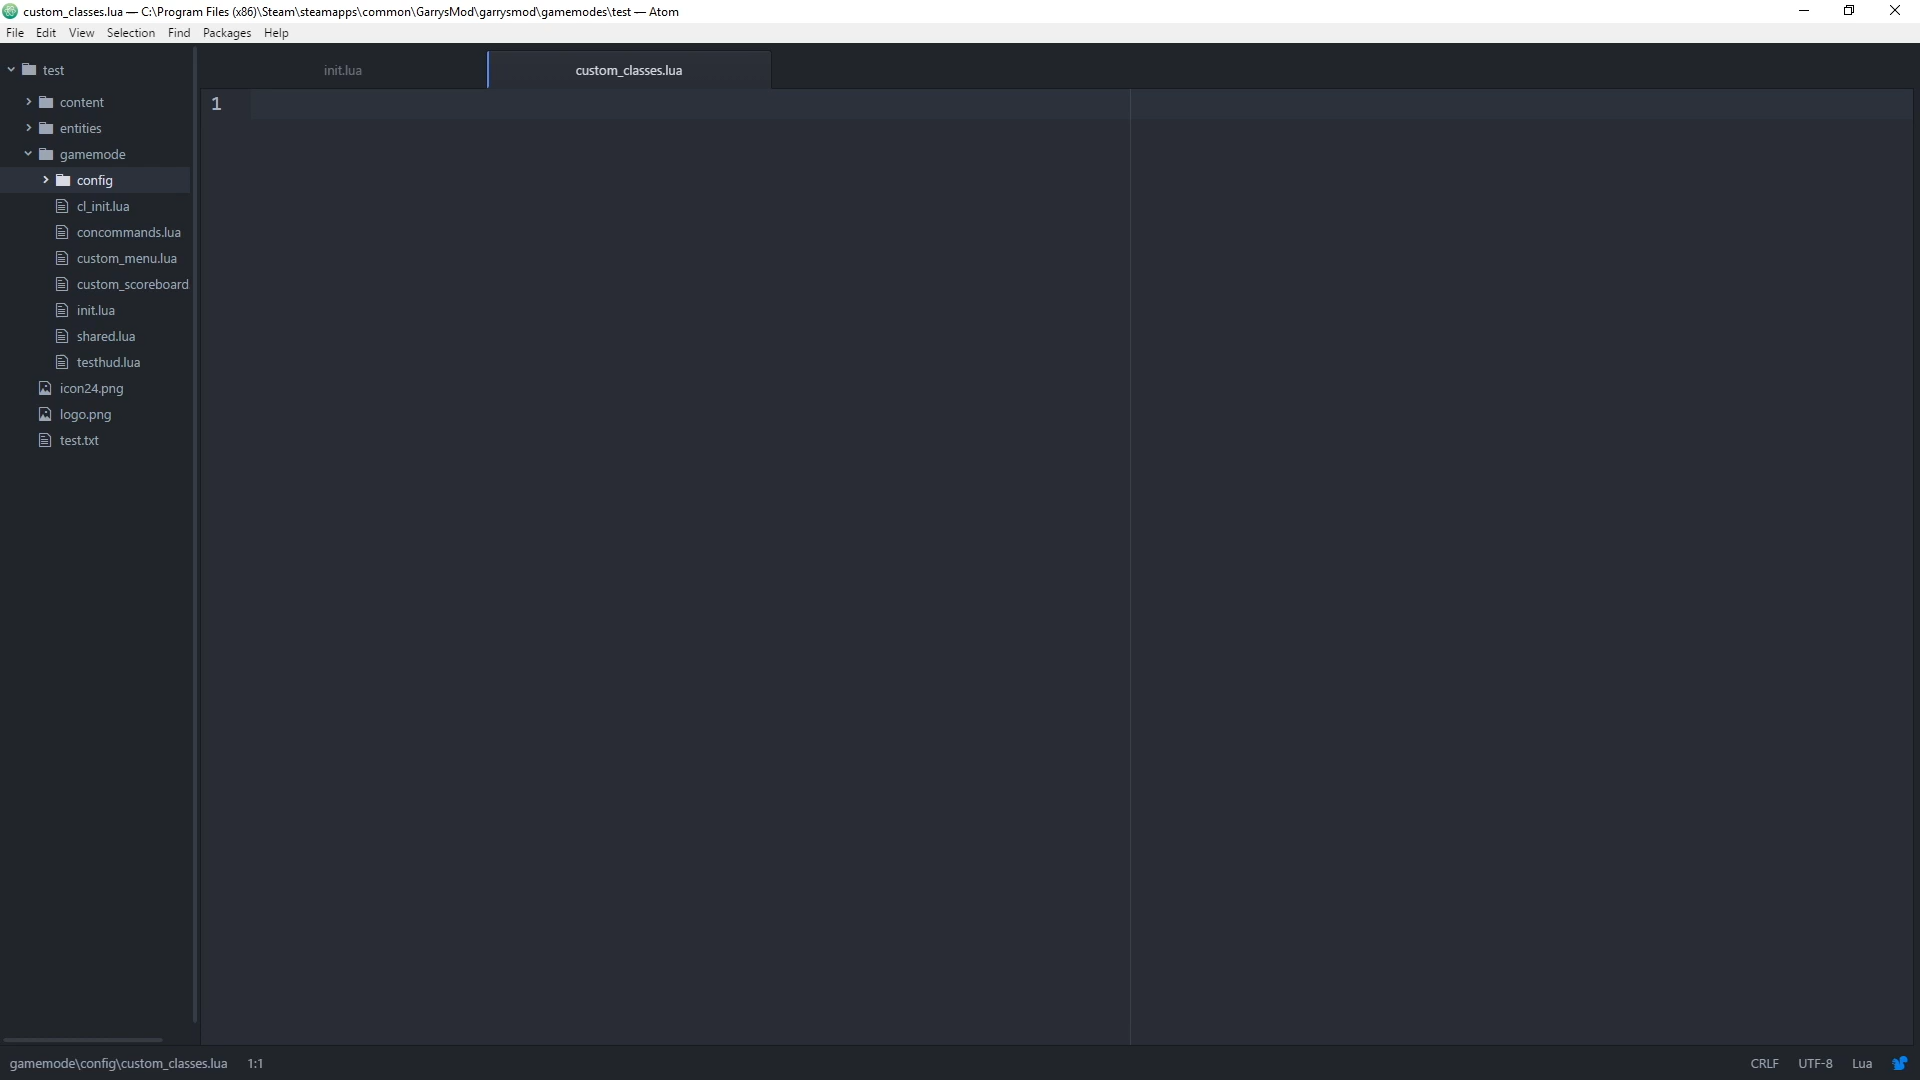 custom_classes.lua — C:\Program Files (x86)\Steam\steamapps\common\GarrysMod\garrysmod\gamemodes\test — Atom
File Edit View Selection Find Packages Help
test
content
entities
gamemode
config
cl_init.lua
concommands.lua
custom_menu.lua
custom_scoreboard.
init.lua
shared.lua
testhud.lua
icon24.png
logo.png
test.txt
init.lua custom_classes.lua
1
gamemode\config\custom_classes.lua 1:1 CRLF UTF-8 Lua